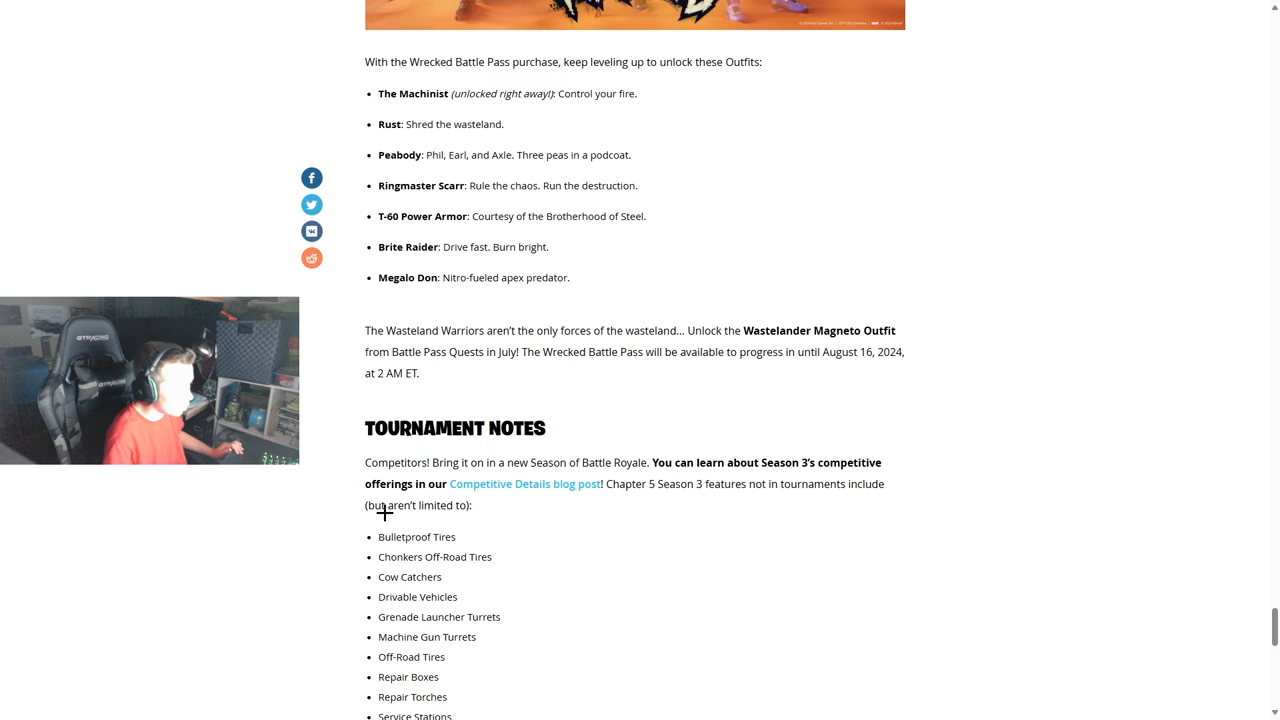 With the Wrecked Battle Pass purchase, keep leveling up to unlock these Outfits:
• The Machinist (unlocked right away!): Control your fire.
• Rust: Shred the wasteland.
• Peabody: Phil, Earl, and Axle. Three peas in a podcoat.
• Ringmaster Scarr: Rule the chaos. Run the destruction.
• T-60 Power Armor: Courtesy of the Brotherhood of Steel.
• Brite Raider: Drive fast. Burn bright.
• Megalo Don: Nitro-fueled apex predator.
GTRACING
The Wasteland Warriors aren’t the only forces of the wasteland… Unlock the Wastelander Magneto Outfit
from Battle Pass Quests in July! The Wrecked Battle Pass will be available to progress in until August 16, 2024,
at 2 AM ET.
TOURNAMENT NOTES
Competitors! Bring it on in a new Season of Battle Royale. You can learn about Season 3’s competitive
offerings in our Competitive Details blog post! Chapter 5 Season 3 features not in tournaments include
(but aren’t limited to):
• Bulletproof Tires
• Chonkers Off-Road Tires
• Cow Catchers
• Drivable Vehicles
• Grenade Launcher Turrets
• Machine Gun Turrets
• Off-Road Tires
• Repair Boxes
• Repair Torches
• Service Stations